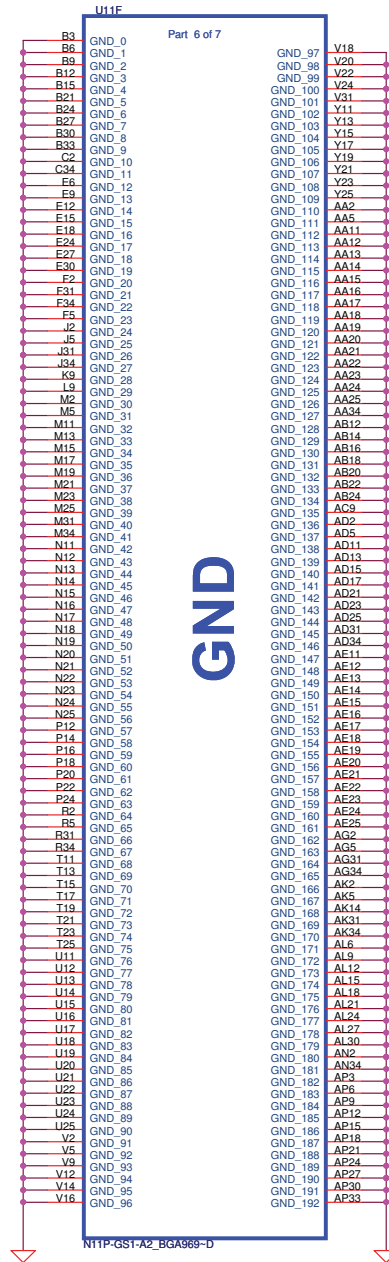 U11F
Part 6 of 7
B3 GND_0
B6 GND_1
B9 GND_2
B12 GND_3
B15 GND_4
B21 GND_5
B24 GND_6
B27 GND_7
B30 GND_8
B33 GND_9
C2 GND_10
C34 GND_11
E6 GND_12
E9 GND_13
E12 GND_14
E15 GND_15
E18 GND_16
E24 GND_17
E27 GND_18
E30 GND_19
F2 GND_20
F31 GND_21
F34 GND_22
F5 GND_23
J2 GND_24
J5 GND_25
J31 GND_26
J34 GND_27
K9 GND_28
L9 GND_29
M2 GND_30
M5 GND_31
M11 GND_32
M13 GND_33
M15 GND_34
M17 GND_35
M19 GND_36
M21 GND_37
M23 GND_38
M25 GND_39
M31 GND_40
M34 GND_41
N11 GND_42
N12 GND_43
N13 GND_44
N14 GND_45
N15 GND_46
N16 GND_47
N17 GND_48
N18 GND_49
N19 GND_50
N20 GND_51
N21 GND_52
N22 GND_53
N23 GND_54
N24 GND_55
N25 GND_56
P12 GND_57
P14 GND_58
P16 GND_59
P18 GND_60
P20 GND_61
P22 GND_62
P24 GND_63
R2 GND_64
R5 GND_65
R31 GND_66
R34 GND_67
T11 GND_68
T13 GND_69
T15 GND_70
T17 GND_71
T19 GND_72
T21 GND_73
T23 GND_74
T25 GND_75
U11 GND_76
U12 GND_77
U13 GND_78
U14 GND_79
U15 GND_80
U16 GND_81
U17 GND_82
U18 GND_83
U19 GND_84
U20 GND_85
U21 GND_86
U22 GND_87
U23 GND_88
U24 GND_89
U25 GND_90
V2 GND_91
V5 GND_92
V9 GND_93
V12 GND_94
V14 GND_95
V16 GND_96
GND
GND_97 V18
GND_98 V20
GND_99 V22
GND_100 V24
GND_101 V31
GND_102 Y11
GND_103 Y13
GND_104 Y15
GND_105 Y17
GND_106 Y19
GND_107 Y21
GND_108 Y23
GND_109 Y25
GND_110 AA2
GND_111 AA5
GND_112 AA11
GND_113 AA12
GND_114 AA13
GND_115 AA14
GND_116 AA15
GND_117 AA16
GND_118 AA17
GND_119 AA18
GND_120 AA19
GND_121 AA20
GND_122 AA21
GND_123 AA22
GND_124 AA23
GND_125 AA24
GND_126 AA25
GND_127 AA34
GND_128 AB12
GND_129 AB14
GND_130 AB16
GND_131 AB18
GND_132 AB20
GND_133 AB22
GND_134 AB24
GND_135 AC9
GND_136 AD2
GND_137 AD5
GND_138 AD11
GND_139 AD13
GND_140 AD15
GND_141 AD17
GND_142 AD21
GND_143 AD23
GND_144 AD25
GND_145 AD31
GND_146 AD34
GND_147 AE11
GND_148 AE12
GND_149 AE13
GND_150 AE14
GND_151 AE15
GND_152 AE16
GND_153 AE17
GND_154 AE18
GND_155 AE19
GND_156 AE20
GND_157 AE21
GND_158 AE22
GND_159 AE23
GND_160 AE24
GND_161 AE25
GND_162 AG2
GND_163 AG5
GND_164 AG31
GND_165 AG34
GND_166 AK2
GND_167 AK5
GND_168 AK14
GND_169 AK31
GND_170 AK34
GND_171 AL6
GND_172 AL9
GND_173 AL12
GND_174 AL15
GND_175 AL18
GND_176 AL21
GND_177 AL24
GND_178 AL27
GND_179 AL30
GND_180 AN2
GND_181 AN34
GND_182 AP3
GND_183 AP6
GND_184 AP9
GND_185 AP12
GND_186 AP15
GND_187 AP18
GND_188 AP21
GND_189 AP24
GND_190 AP27
GND_191 AP30
GND_192 AP33
N11P-GS1-A2_BGA969~D